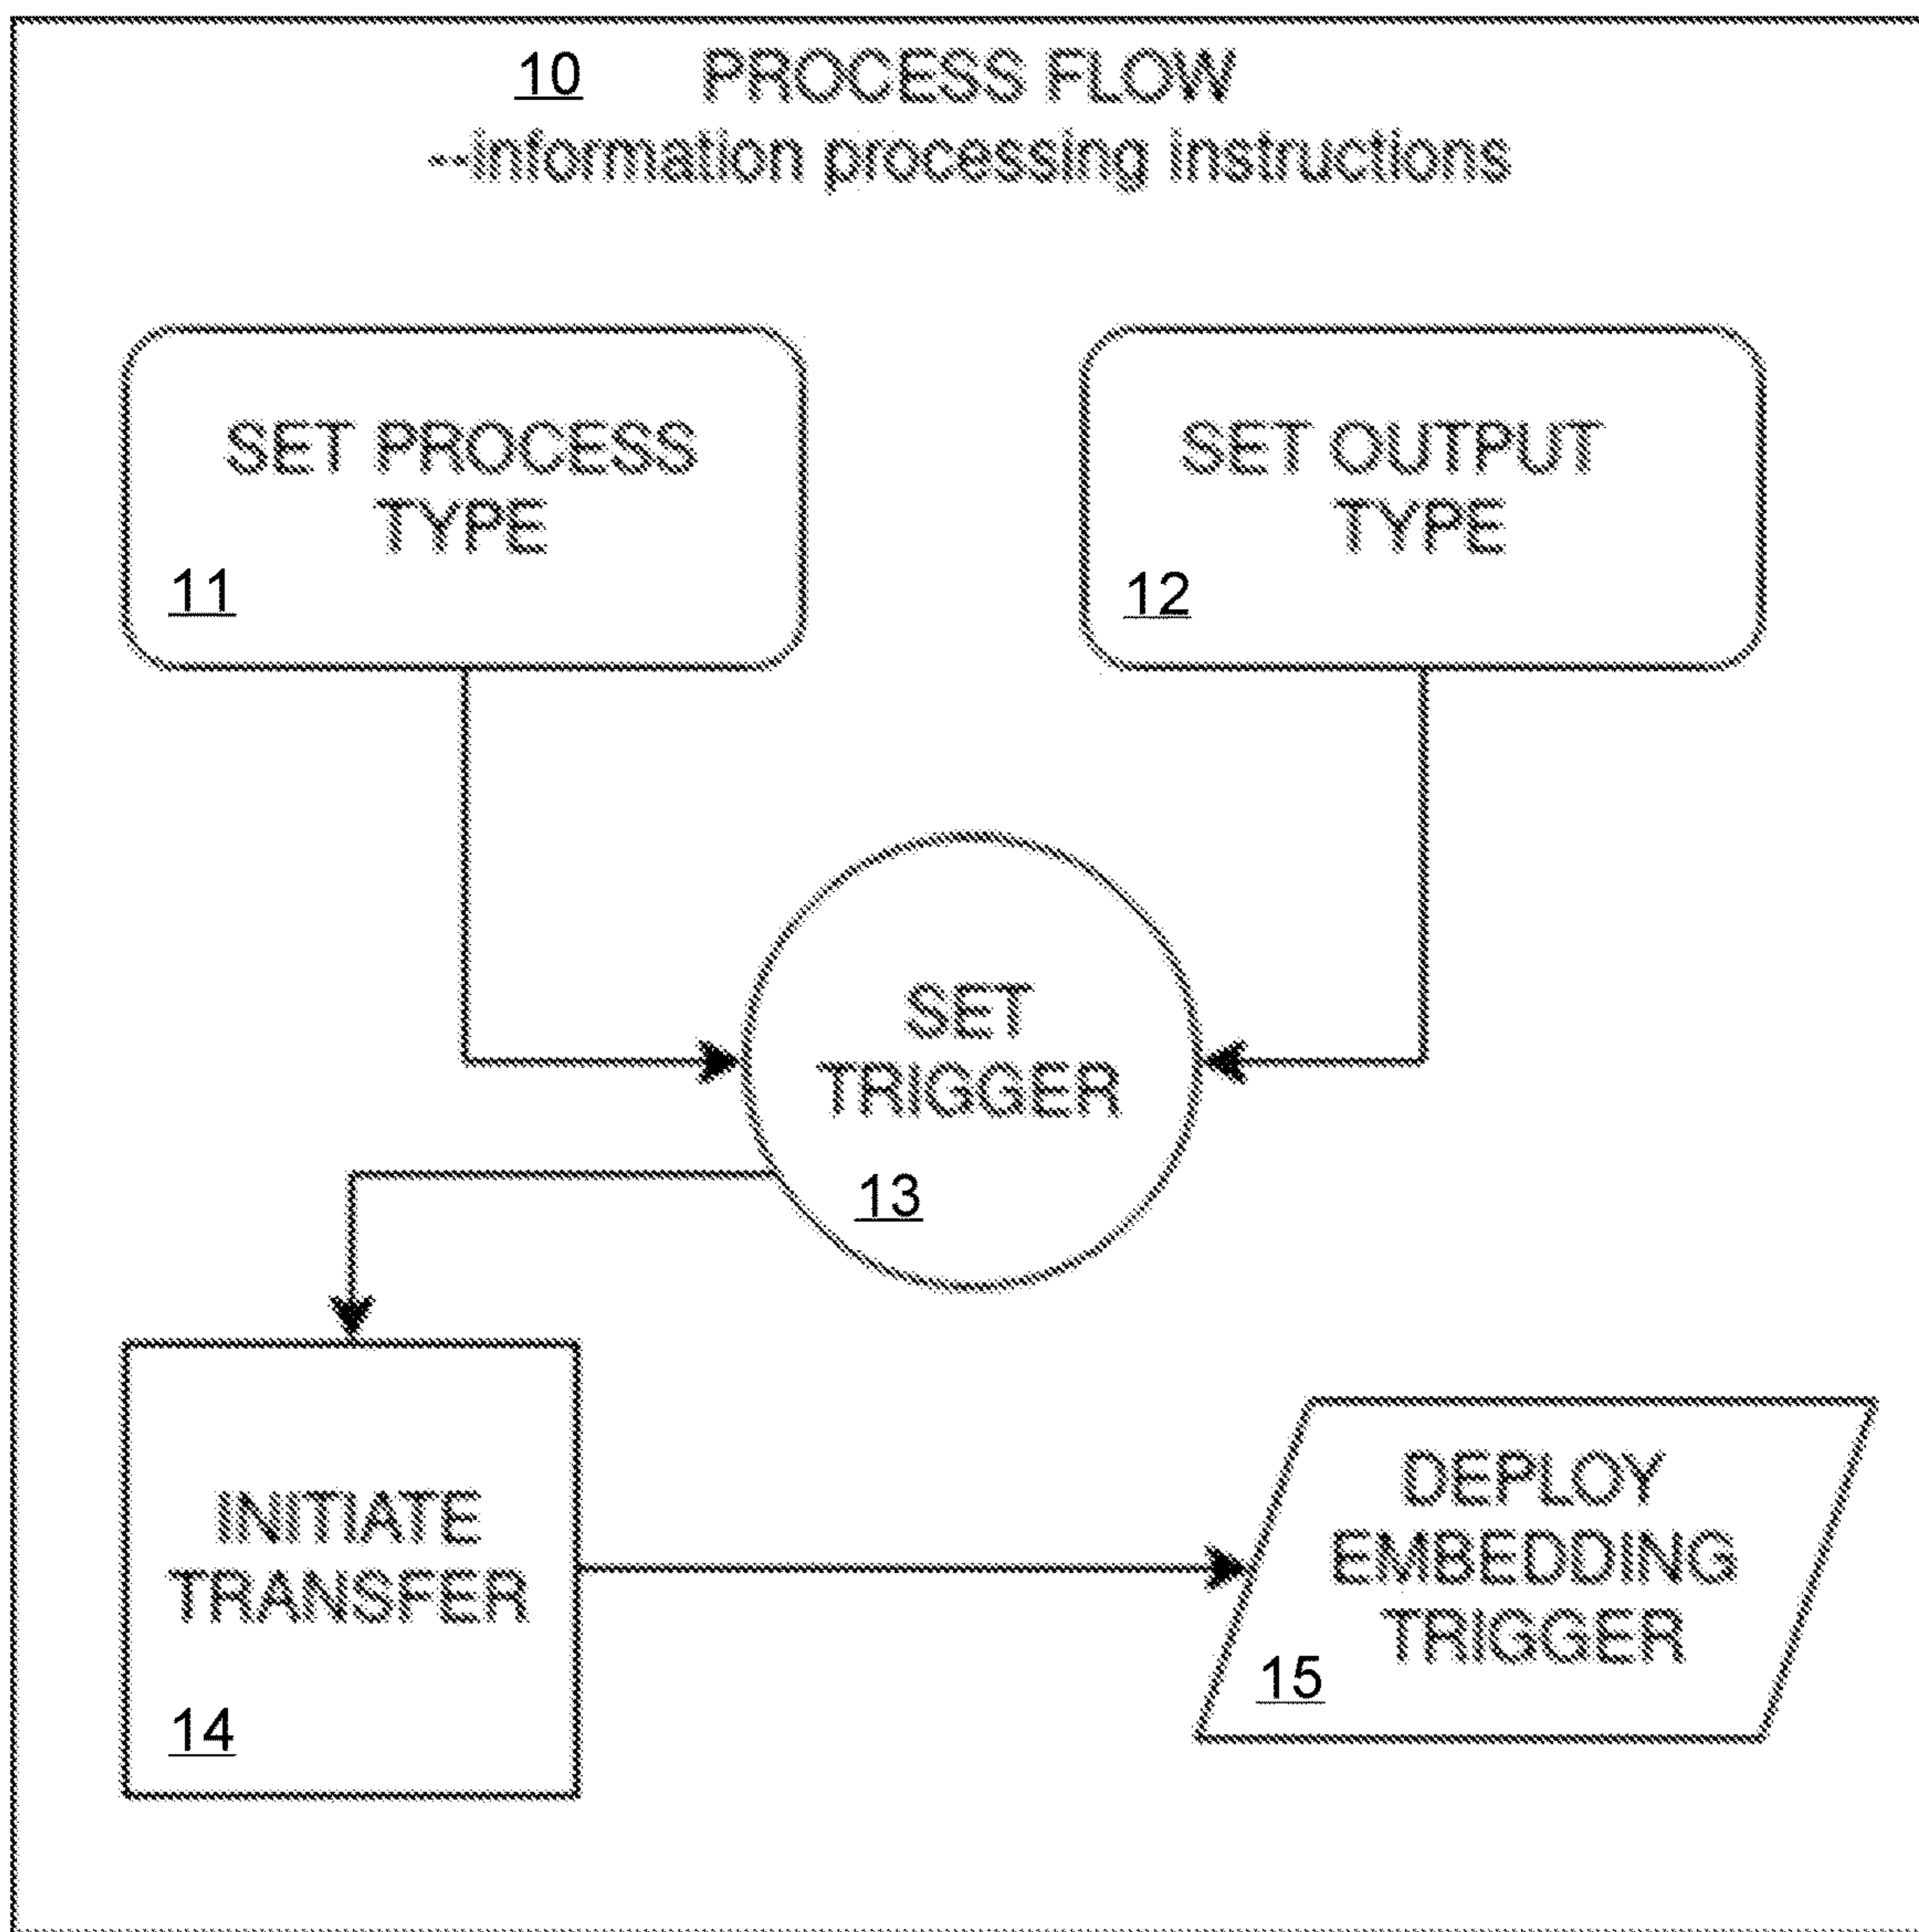 10 PROCESS FLOW
--information processing instructions
SET PROCESS
TYPE
11
SET OUTPUT
TYPE
12
SET
TRIGGER
13
INITIATE
TRANSFER
14
DEPLOY
EMBEDDING
TRIGGER
15